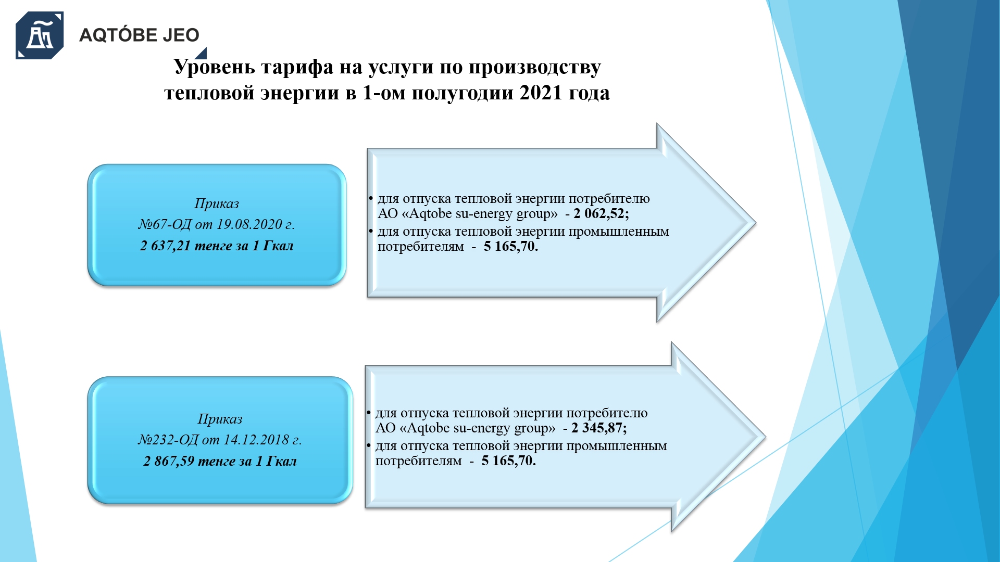 AQTÓBE JEO
Уровень тарифа на услуги по производству
тепловой энергии в 1-ом полугодии 2021 года
Приказ
№67-ОД от 19.08.2020 г.
2 637,21 тенге за 1 Гкал
• для отпуска тепловой энергии потребителю
АО «Aqtobe su-energy group» - 2 062,52;
• для отпуска тепловой энергии промышленным
потребителям - 5 165,70.
Приказ
№232-ОД от 14.12.2018 г.
2 867,59 тенге за 1 Гкал
• для отпуска тепловой энергии потребителю
АО «Aqtobe su-energy group» - 2 345,87;
• для отпуска тепловой энергии промышленным
потребителям - 5 165,70.